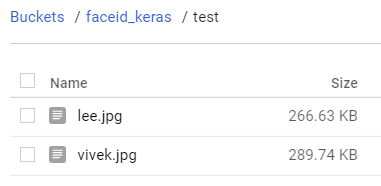 Buckets / faceid_keras / test
Name Size
lee.jpg 266.63 KB
vivek.jpg 289.74 KB